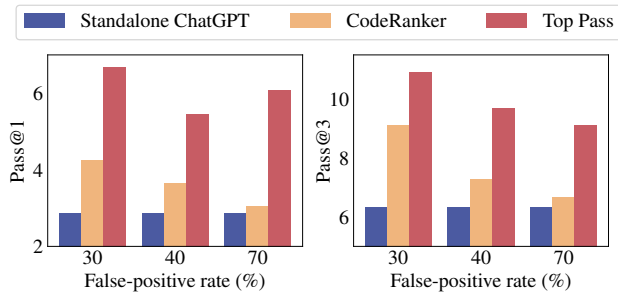 Standalone ChatGPT CodeRanker Top Pass
Pass@1
6
4
2
30 40 70
False-positive rate (%)
Pass@3
10
8
6
30 40 70
False-positive rate (%)